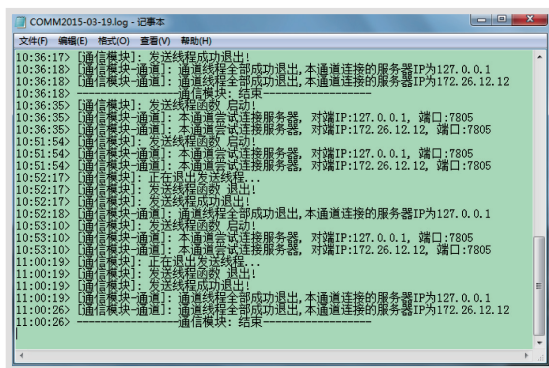 COMM2015-03-19.log - 记事本
文件(F) 编辑(E) 格式(O) 查看(V) 帮助(H)
10:36:17> [通信模块]: 发送线程成功退出!
10:36:18> [通信模块-通道]: 通道线程全部成功退出,本通道连接的服务器IP为127.0.0.1
10:36:18> [通信模块-通道]: 通道线程全部成功退出,本通道连接的服务器IP为172.26.12.12
10:36:18> --------------------通信模块: 结束--------------------
10:36:35> [通信模块]: 发送线程函数 启动!
10:36:35> [通信模块-通道]: 本通道尝试连接服务器, 对端IP:127.0.0.1, 端口:7805
10:36:35> [通信模块-通道]: 本通道尝试连接服务器, 对端IP:172.26.12.12, 端口:7805
10:51:54> [通信模块]: 发送线程函数 启动!
10:51:54> [通信模块-通道]: 本通道尝试连接服务器, 对端IP:127.0.0.1, 端口:7805
10:51:54> [通信模块-通道]: 本通道尝试连接服务器, 对端IP:172.26.12.12, 端口:7805
10:52:17> [通信模块]: 正在退出发送线程...
10:52:17> [通信模块]: 发送线程函数 退出!
10:52:17> [通信模块]: 发送线程成功退出!
10:52:18> [通信模块-通道]: 通道线程全部成功退出,本通道连接的服务器IP为127.0.0.1
10:53:10> [通信模块]: 发送线程函数 启动!
10:53:10> [通信模块-通道]: 本通道尝试连接服务器, 对端IP:127.0.0.1, 端口:7805
10:53:10> [通信模块-通道]: 本通道尝试连接服务器, 对端IP:172.26.12.12, 端口:7805
11:00:19> [通信模块]: 正在退出发送线程...
11:00:19> [通信模块]: 发送线程函数 退出!
11:00:19> [通信模块]: 发送线程成功退出!
11:00:19> [通信模块-通道]: 通道线程全部成功退出,本通道连接的服务器IP为127.0.0.1
11:00:26> [通信模块-通道]: 通道线程全部成功退出,本通道连接的服务器IP为172.26.12.12
11:00:26> --------------------通信模块: 结束--------------------